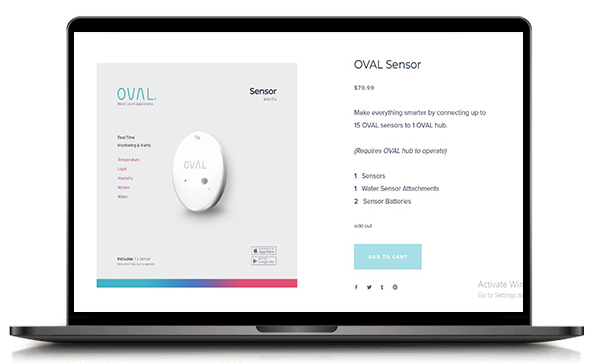 OVAL
Next Level Awareness
Sensor
Add-On
Real-Time
Monitoring & Alerts
Temperature
Light
Humidity
Motion
Water
OVAL
Includes 1 x Sensor
App Store
Google play
OVAL Sensor
$79.99
Make everything smarter by connecting up to
15 OVAL sensors to 1 OVAL hub.
(Requires OVAL hub to operate)
1 Sensors
1 Water Sensor Attachments
2 Sensor Batteries
sold out
ADD TO CART
Activate Win
Go to Settings to